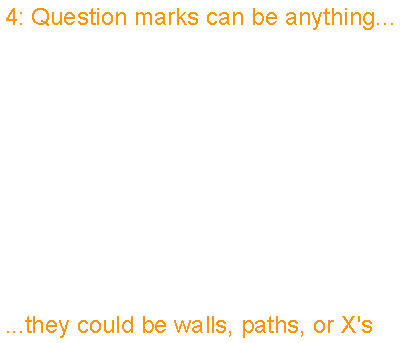 4: Question marks can be anything...
...they could be walls, paths, or X's